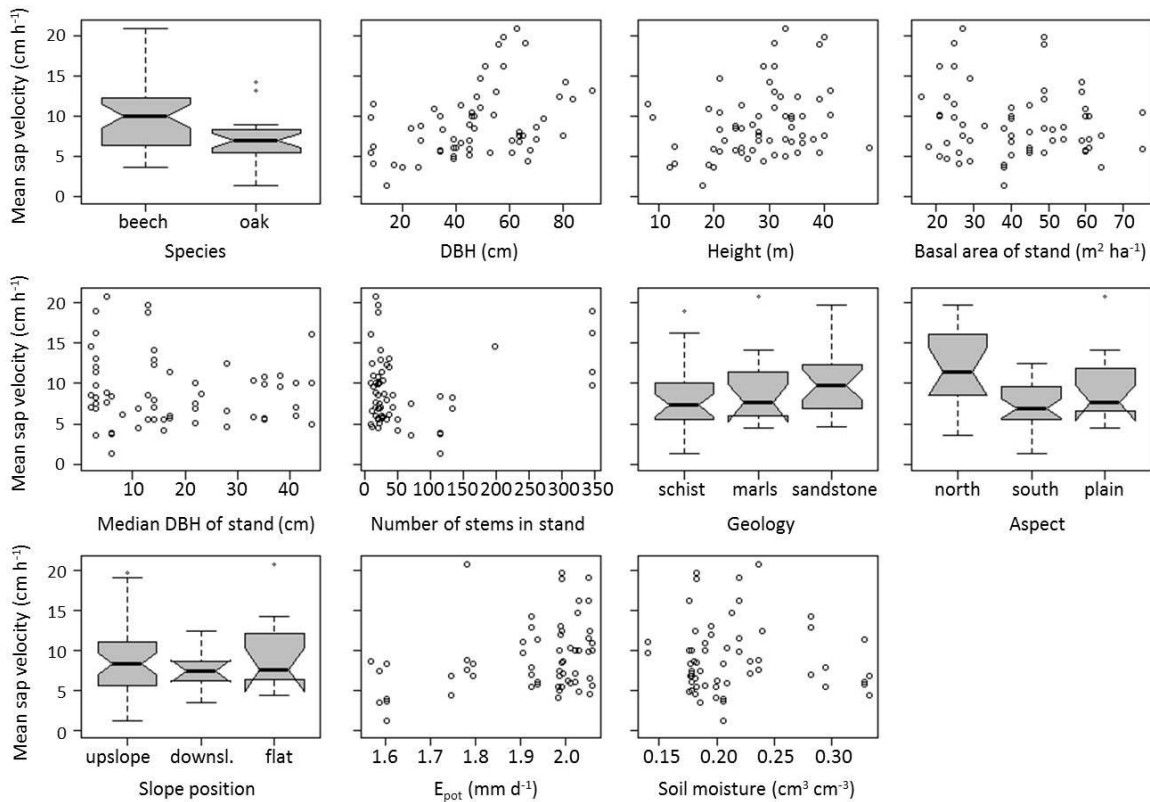 Mean sap velocity (cm h⁻¹)
20
15
10
5
0
beech oak
Species
20 40 60 80
DBH (cm)
10 20 30 40
Height (m)
20 30 40 50 60 70
Basal area of stand (m² ha⁻¹)
Mean sap velocity (cm h⁻¹)
20
15
10
5
0
10 20 30 40
Median DBH of stand (cm)
0 50 100 150 200 250 300 350
Number of stems in stand
schist marls sandstone
Geology
north south plain
Aspect
Mean sap velocity (cm h⁻¹)
20
15
10
5
0
upslope downsl. flat
Slope position
1.6 1.7 1.8 1.9 2.0
Epot (mm d⁻¹)
0.15 0.20 0.25 0.30
Soil moisture (cm³ cm⁻³)